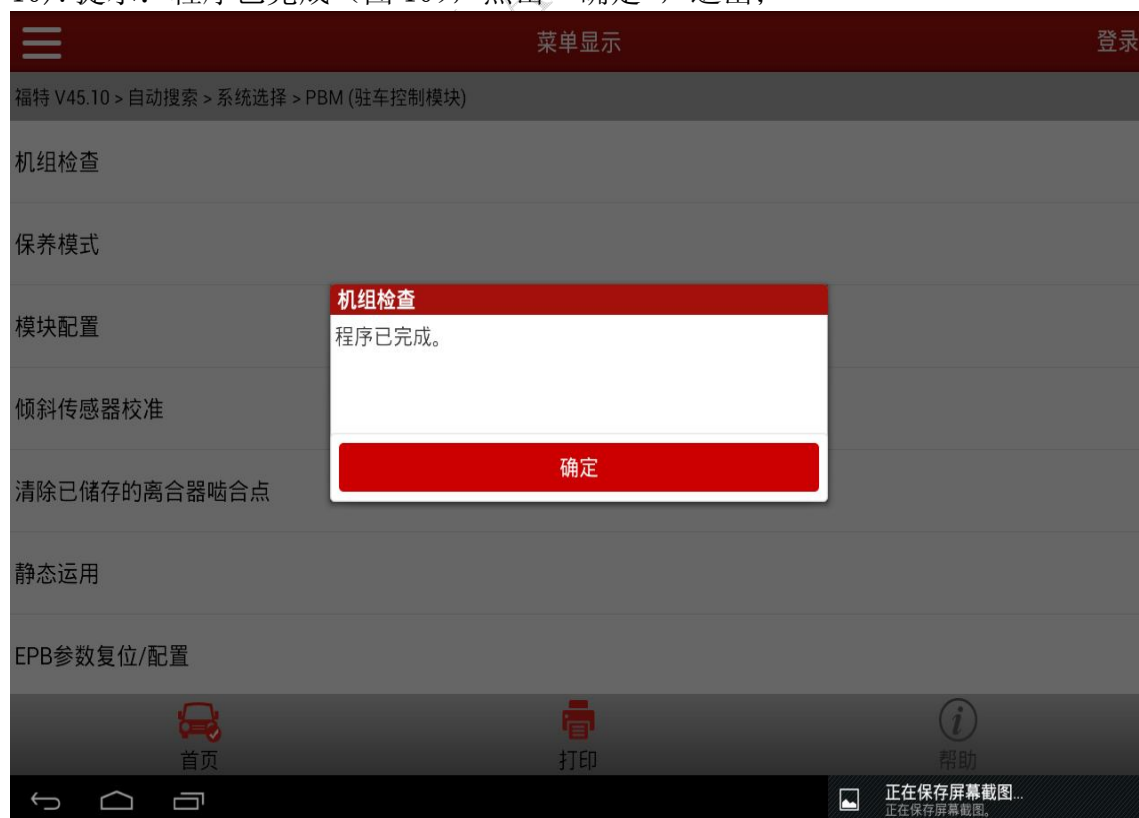 菜单显示
登录
福特 V45.10 > 自动搜索 > 系统选择 > PBM (驻车控制模块)
机组检查
保养模式
模块配置
倾斜传感器校准
清除已储存的离合器啮合点
静态运用
EPB参数复位/配置
机组检查
程序已完成。
确定
首页
打印
帮助
正在保存屏幕截图...
正在保存屏幕截图。